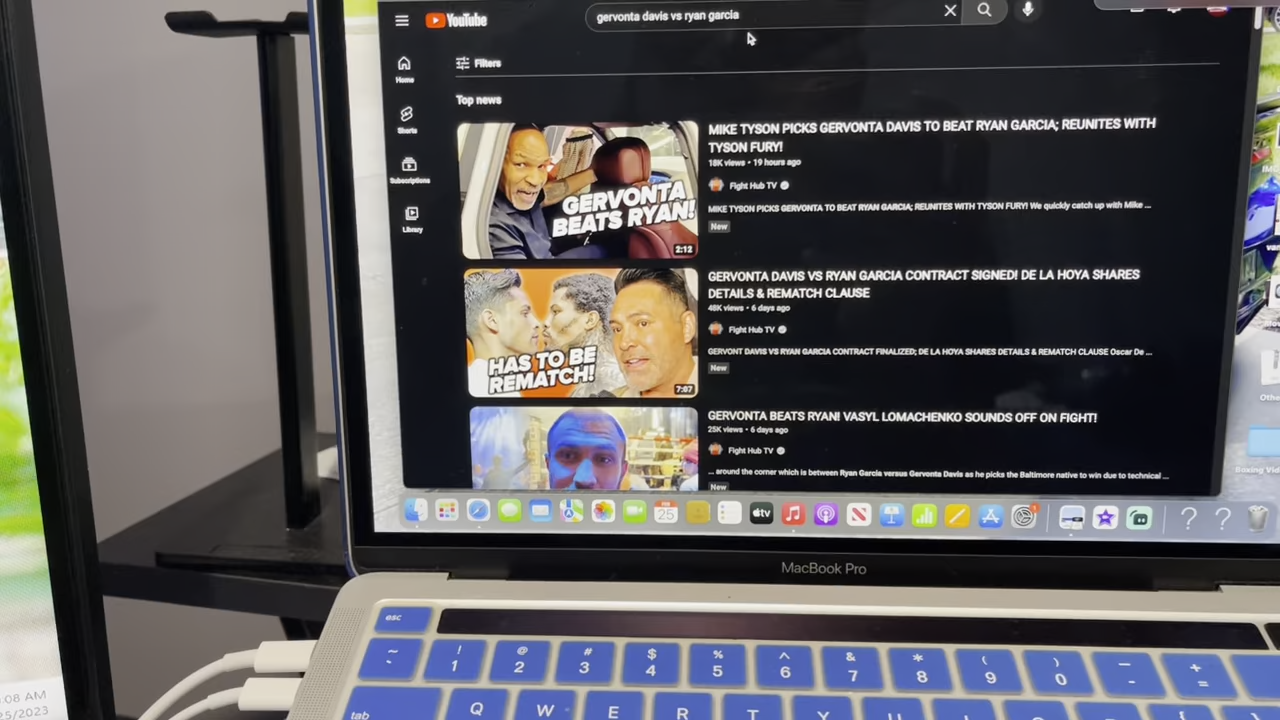 YouTube
gervonta davis vs ryan garcia
Home
Shorts
Subscriptions
Library
Filters
Top news
GERVONTA
BEATS RYAN!
2:12
MIKE TYSON PICKS GERVONTA DAVIS TO BEAT RYAN GARCIA; REUNITES WITH
TYSON FURY!
18K views • 19 hours ago
Fight Hub TV
MIKE TYSON PICKS GERVONTA TO BEAT RYAN GARCIA; REUNITES WITH TYSON FURY! We quickly catch up with Mike ...
New
HAS TO BE
REMATCH!
7:07
GERVONTA DAVIS VS RYAN GARCIA CONTRACT SIGNED! DE LA HOYA SHARES
DETAILS & REMATCH CLAUSE
48K views • 6 days ago
Fight Hub TV
GERVONT DAVIS VS RYAN GARCIA CONTRACT FINALIZED; DE LA HOYA SHARES DETAILS & REMATCH CLAUSE Oscar De ...
New
GERVONTA BEATS RYAN! VASYL LOMACHENKO SOUNDS OFF ON FIGHT!
25K views • 6 days ago
Fight Hub TV
... around the corner which is between Ryan Garcia versus Gervonta Davis as he picks the Baltimore native to win due to technical ...
New
25
tv
MacBook Pro
esc
~ ! @ # $ % ^ & * ( ) _ +
1 2 3 4 5 6 7 8 9 0 - =
tab Q W E R T Y
:08 AM
25/2023